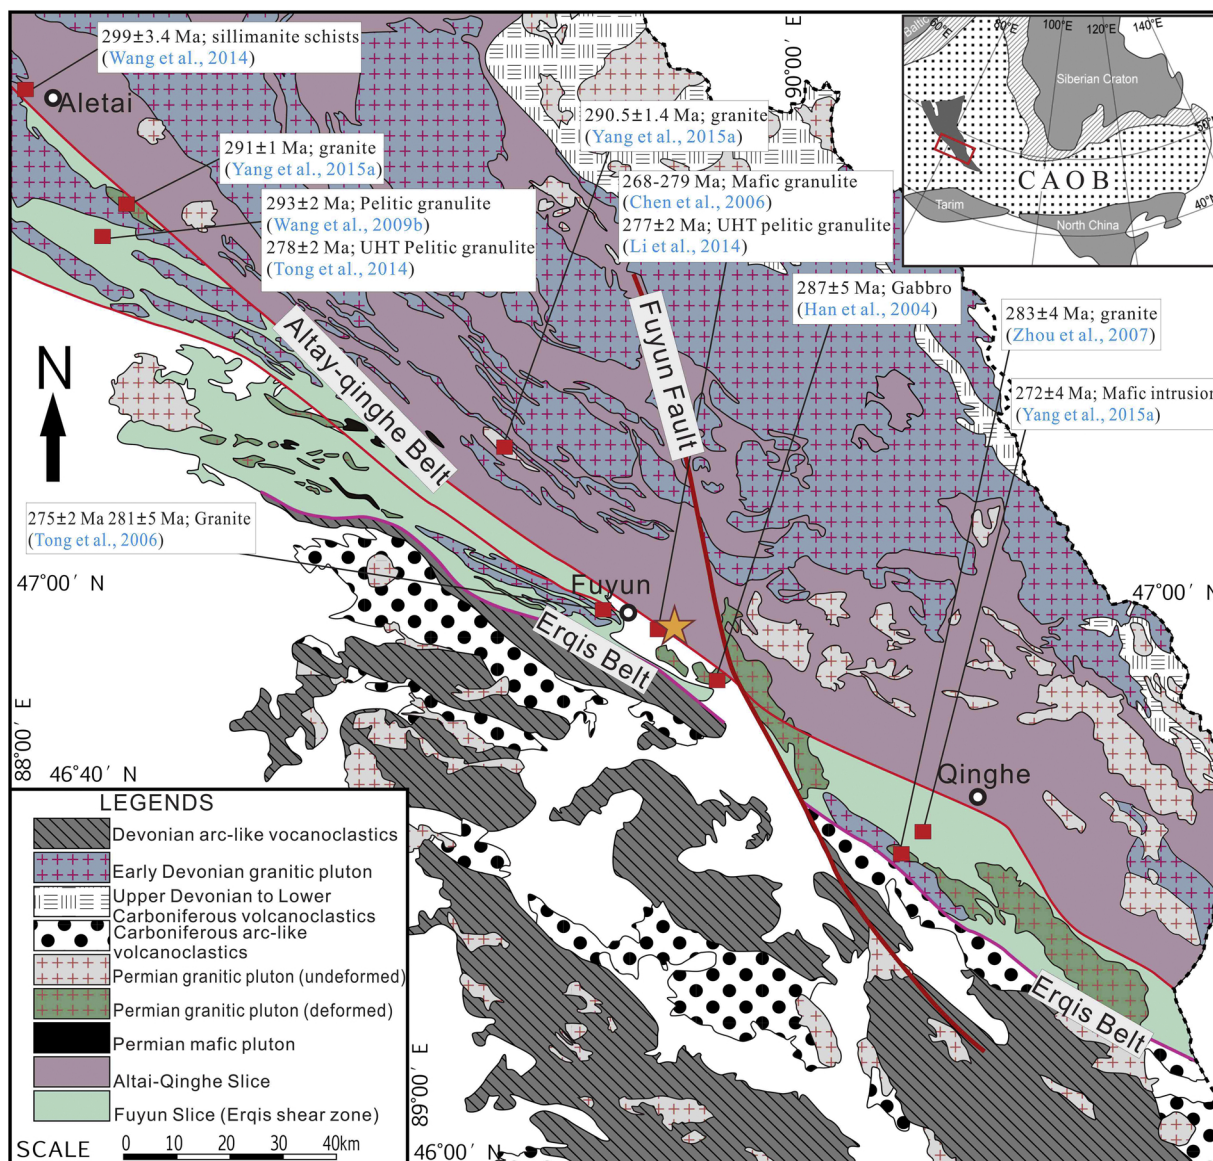 299±3.4 Ma; sillimanite schists
(Wang et al., 2014)
Aletai
291±1 Ma; granite
(Yang et al., 2015a)
293±2 Ma; Pelitic granulite
(Wang et al., 2009b)
278±2 Ma; UHT Pelitic granulite
(Tong et al., 2014)
290.5±1.4 Ma; granite
(Yang et al., 2015a)
268-279 Ma; Mafic granulite
(Chen et al., 2006)
277±2 Ma; UHT pelitic granulite
(Li et al., 2014)
90°00′ E
Baltic
60°E
80°E
100°E
120°E
140°E
Siberian Craton
50°
CAOB
Tarim
North China
40°N
287±5 Ma; Gabbro
(Han et al., 2004)
283±4 Ma; granite
(Zhou et al., 2007)
272±4 Ma; Mafic intrusion
(Yang et al., 2015a)
N
Altay-qinghe Belt
Fuyun Fault
275±2 Ma 281±5 Ma; Granite
(Tong et al., 2006)
47°00′ N
47°00′ N
Fuyun
Erqis Belt
88°00′ E
46°40′ N
Qinghe
Erqis Belt
LEGENDS
Devonian arc-like vocanoclastics
Early Devonian granitic pluton
Upper Devonian to Lower
Carboniferous volcanoclastics
Carboniferous arc-like
volcanoclastics
Permian granitic pluton (undeformed)
Permian granitic pluton (deformed)
Permian mafic pluton
Altai-Qinghe Slice
Fuyun Slice (Erqis shear zone)
SCALE
0 10 20 30 40km
89°00′ E
46°00′ N